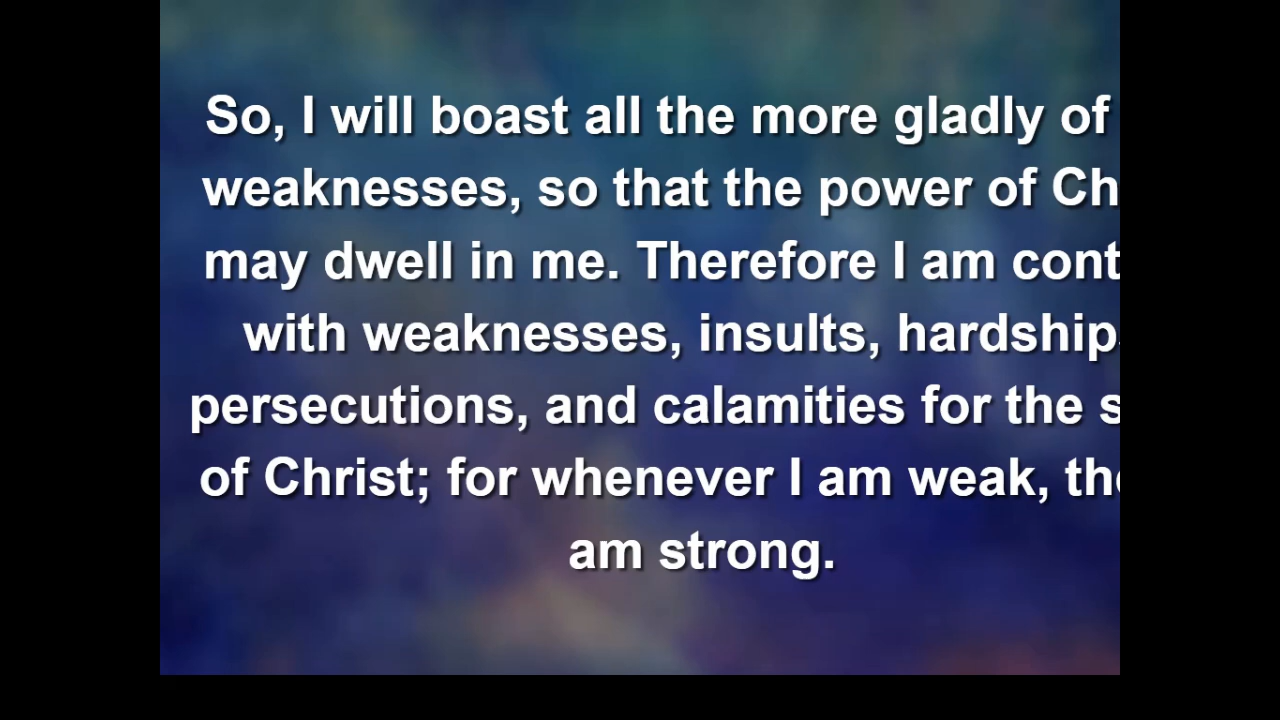 So, I will boast all the more gladly of
weaknesses, so that the power of Ch
may dwell in me. Therefore I am cont
with weaknesses, insults, hardship
persecutions, and calamities for the s
of Christ; for whenever I am weak, the
am strong.